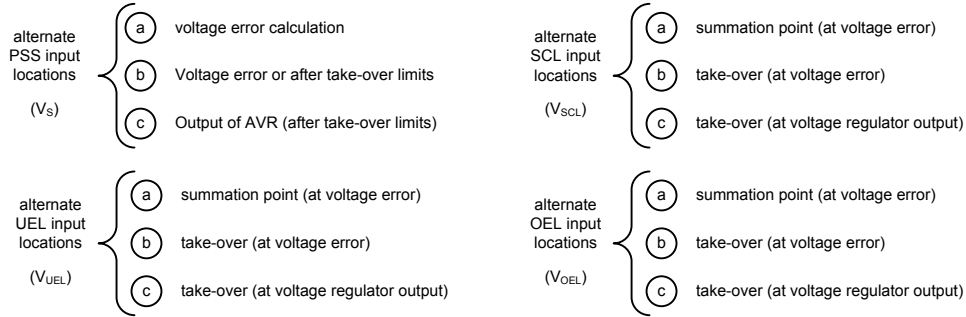 alternate
PSS input
locations
(VS)
a voltage error calculation
b Voltage error or after take-over limits
c Output of AVR (after take-over limits)
alternate
SCL input
locations
(VSCL)
a summation point (at voltage error)
b take-over (at voltage error)
c take-over (at voltage regulator output)
alternate
UEL input
locations
(VUEL)
a summation point (at voltage error)
b take-over (at voltage error)
c take-over (at voltage regulator output)
alternate
OEL input
locations
(VOEL)
a summation point (at voltage error)
b take-over (at voltage error)
c take-over (at voltage regulator output)